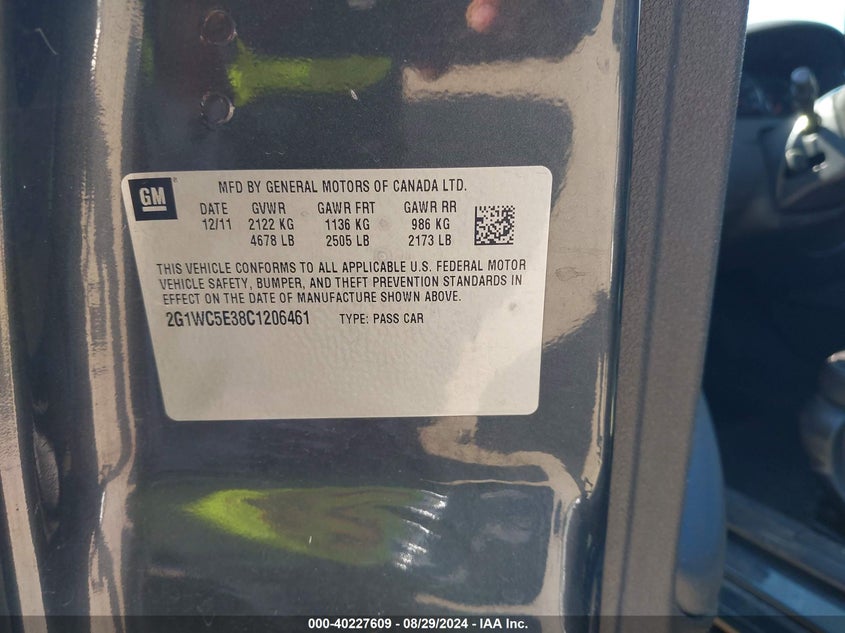 GM
MFD BY GENERAL MOTORS OF CANADA LTD.
DATE GVWR GAWR FRT GAWR RR
12/11 2122 KG 1136 KG 986 KG
4678 LB 2505 LB 2173 LB
THIS VEHICLE CONFORMS TO ALL APPLICABLE U.S. FEDERAL MOTOR
VEHICLE SAFETY, BUMPER, AND THEFT PREVENTION STANDARDS IN
EFFECT ON THE DATE OF MANUFACTURE SHOWN ABOVE.
2G1WC5E38C1206461 TYPE: PASS CAR
000-40227609 - 08/29/2024 - IAA Inc.